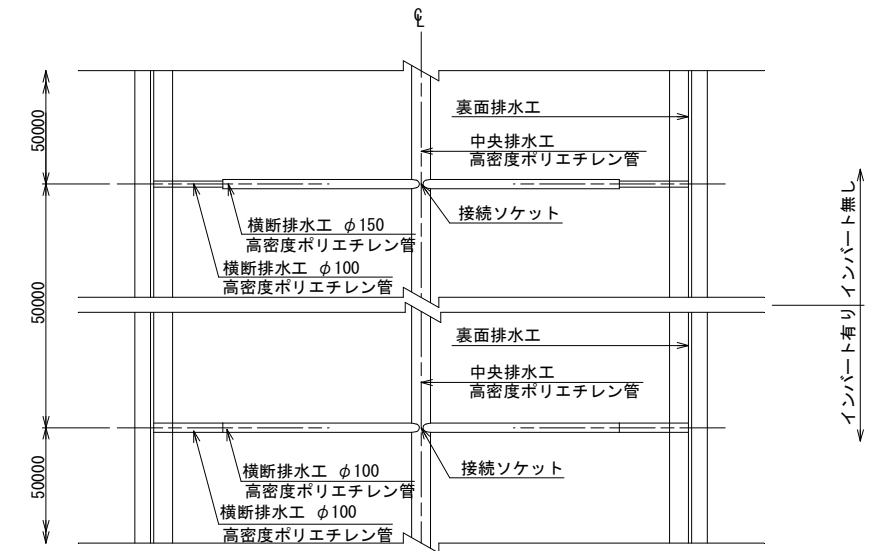 ℄
50000
裏面排水工
中央排水工
高密度ポリエチレン管
接続ソケット
横断排水工 φ150
高密度ポリエチレン管
横断排水工 φ100
高密度ポリエチレン管
インバート無し
50000
インバート有り
裏面排水工
中央排水工
高密度ポリエチレン管
接続ソケット
横断排水工 φ100
高密度ポリエチレン管
横断排水工 φ100
高密度ポリエチレン管
50000